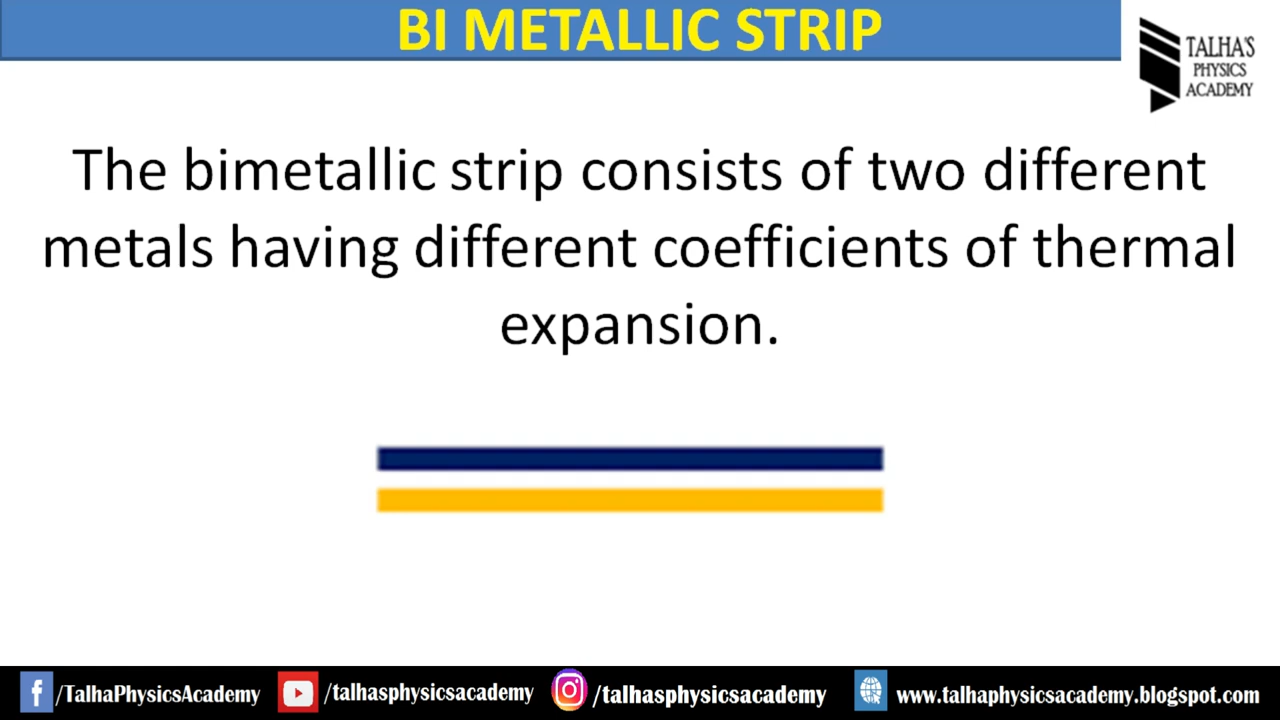 BI METALLIC STRIP
TALHA'S
PHYSICS
ACADEMY
The bimetallic strip consists of two different
metals having different coefficients of thermal
expansion.
/TalhaPhysicsAcademy
/talhasphysicsacademy
/talhasphysicsacademy
www.talhaphysicsacademy.blogspot.com